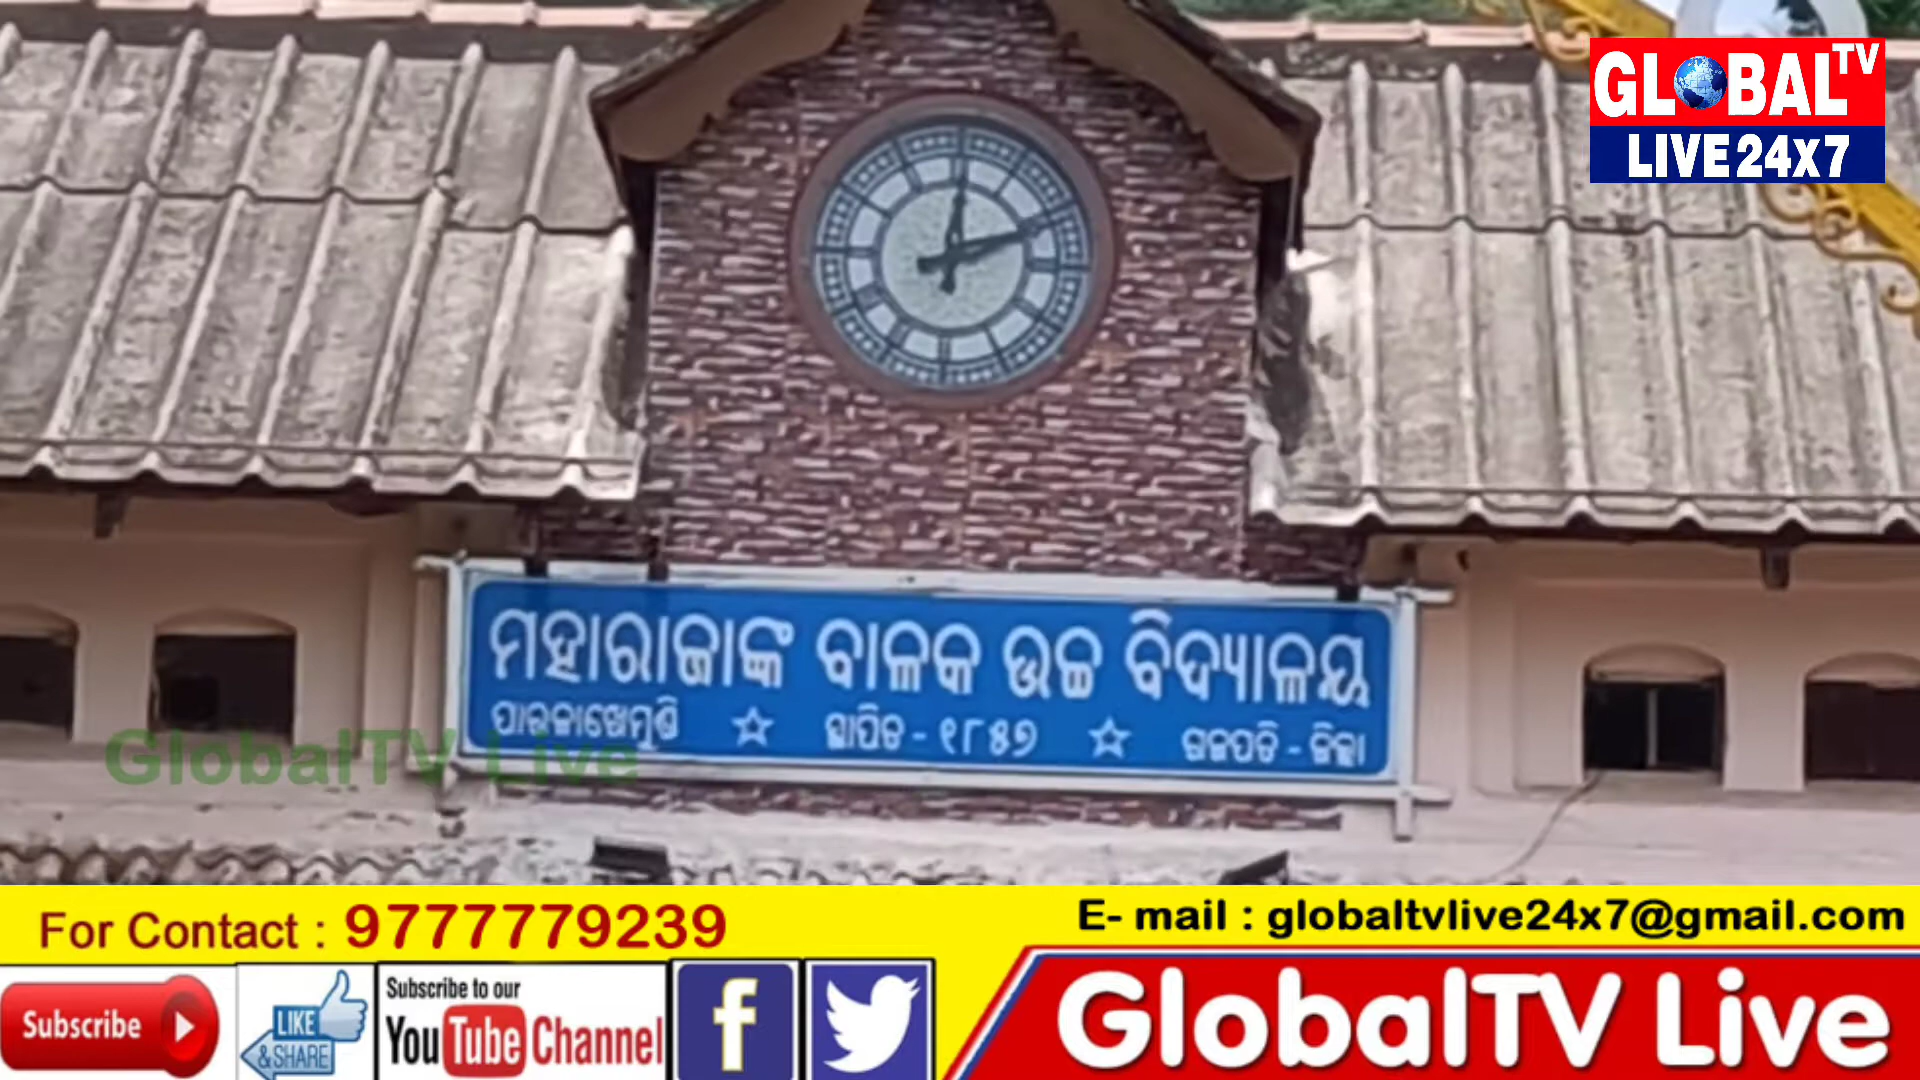 GLOBAL TV
LIVE 24x7
ମହାରାଜାଙ୍କ ବାଳକ ଉଚ୍ଚ ବିଦ୍ୟାଳୟ
ପାରଳାଖେମୁଣ୍ଡି ☆ ସ୍ଥାପିତ - ୧୮୫୭ ☆ ଗଜପତି - ଜିଲ୍ଲା
GlobalTV Live
For Contact : 9777779239
E- mail : globaltvlive24x7@gmail.com
Subscribe
LIKE
& SHARE
Subscribe to our
YouTube Channel
GlobalTV Live